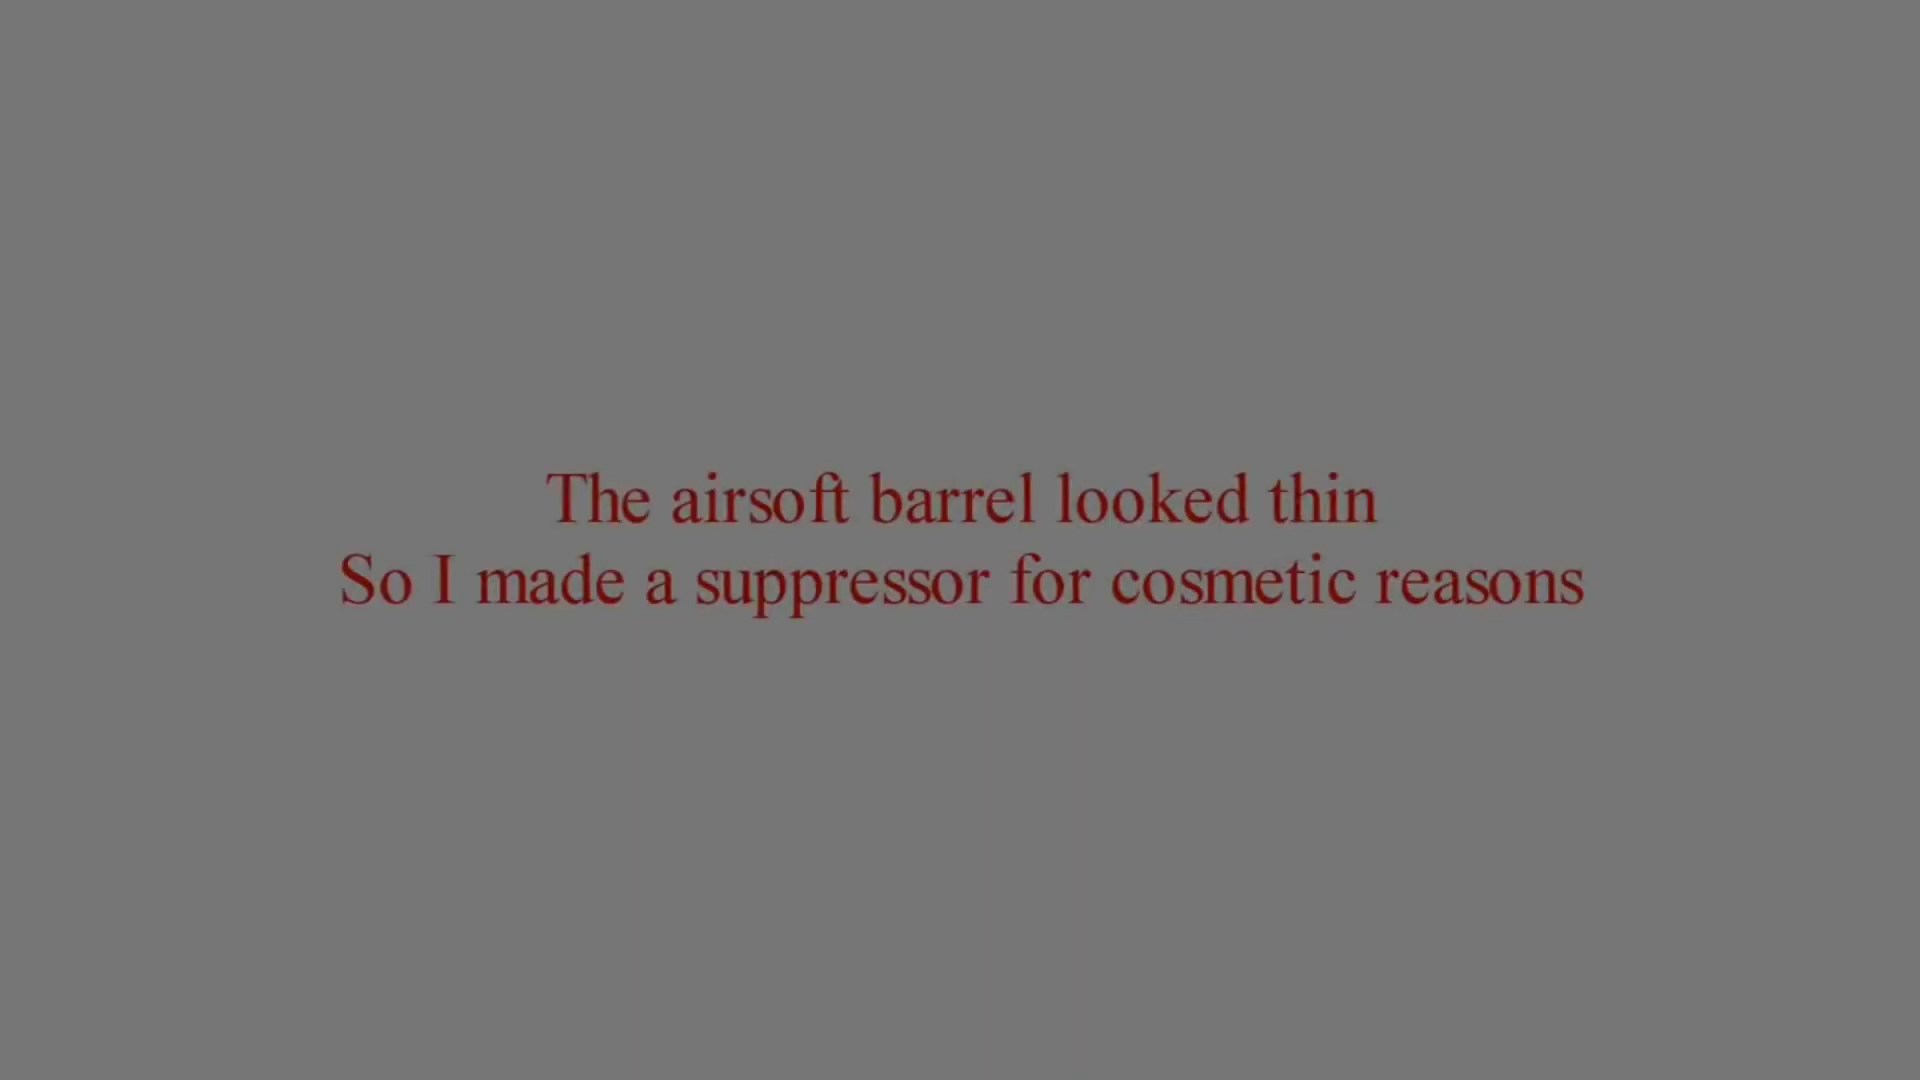 The airsoft barrel looked thin
So I made a suppressor for cosmetic reasons